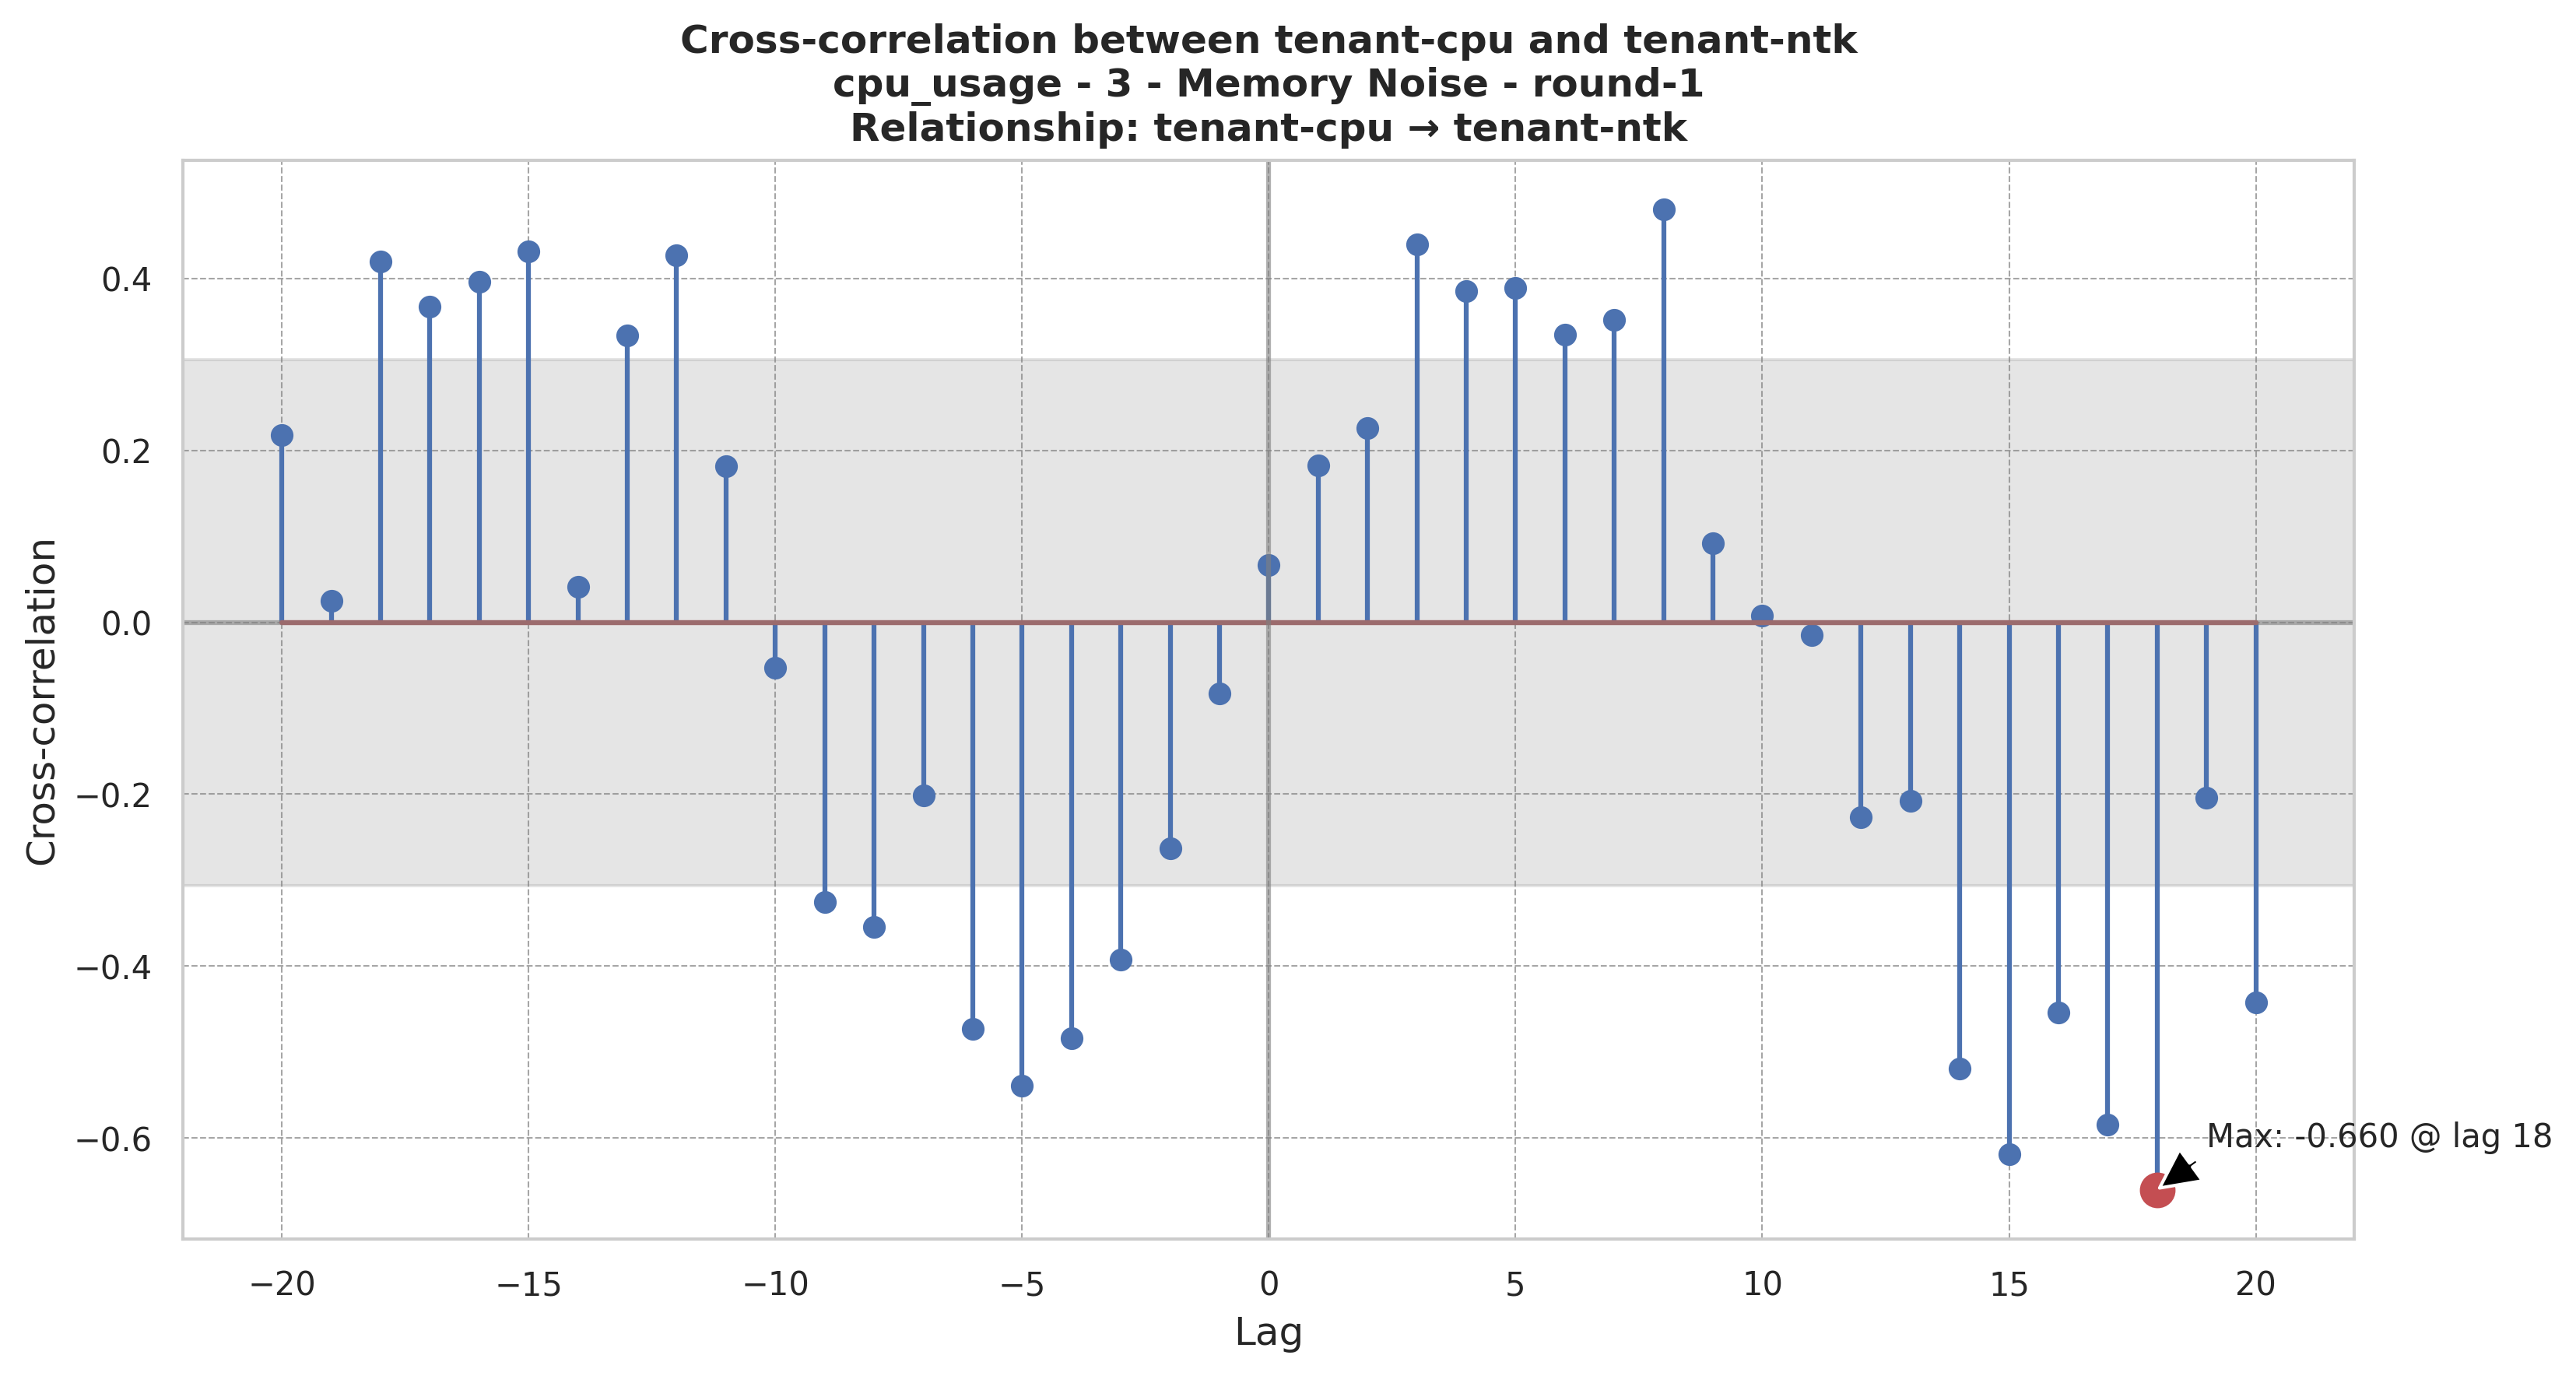 Cross-correlation between tenant-cpu and tenant-ntk
cpu_usage - 3 - Memory Noise - round-1
Relationship: tenant-cpu → tenant-ntk
Cross-correlation
0.4
0.2
0.0
−0.2
−0.4
−0.6
Max: -0.660 @ lag 18
−20 −15 −10 −5 0 5 10 15 20
Lag